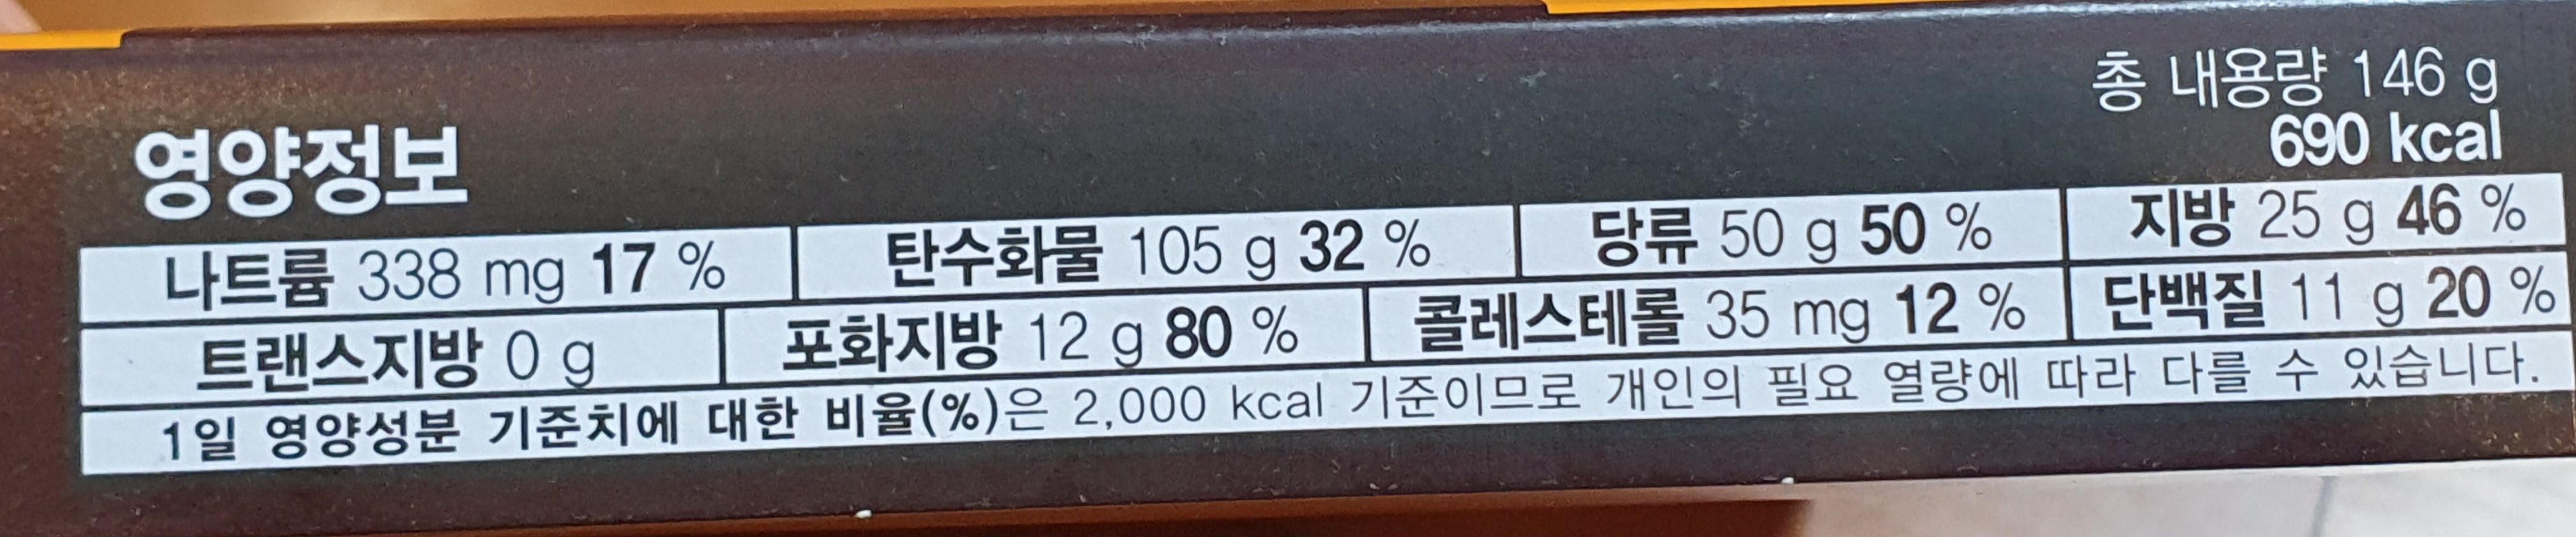 총 내용량 146 g
690 kcal
영양정보
나트륨 338 mg 17 % 탄수화물 105 g 32 % 당류 50 g 50 % 지방 25 g 46 %
트랜스지방 0 g 포화지방 12 g 80 % 콜레스테롤 35 mg 12 % 단백질 11 g 20 %
1일 영양성분 기준치에 대한 비율(%)은 2,000 kcal 기준이므로 개인의 필요 열량에 따라 다를 수 있습니다.